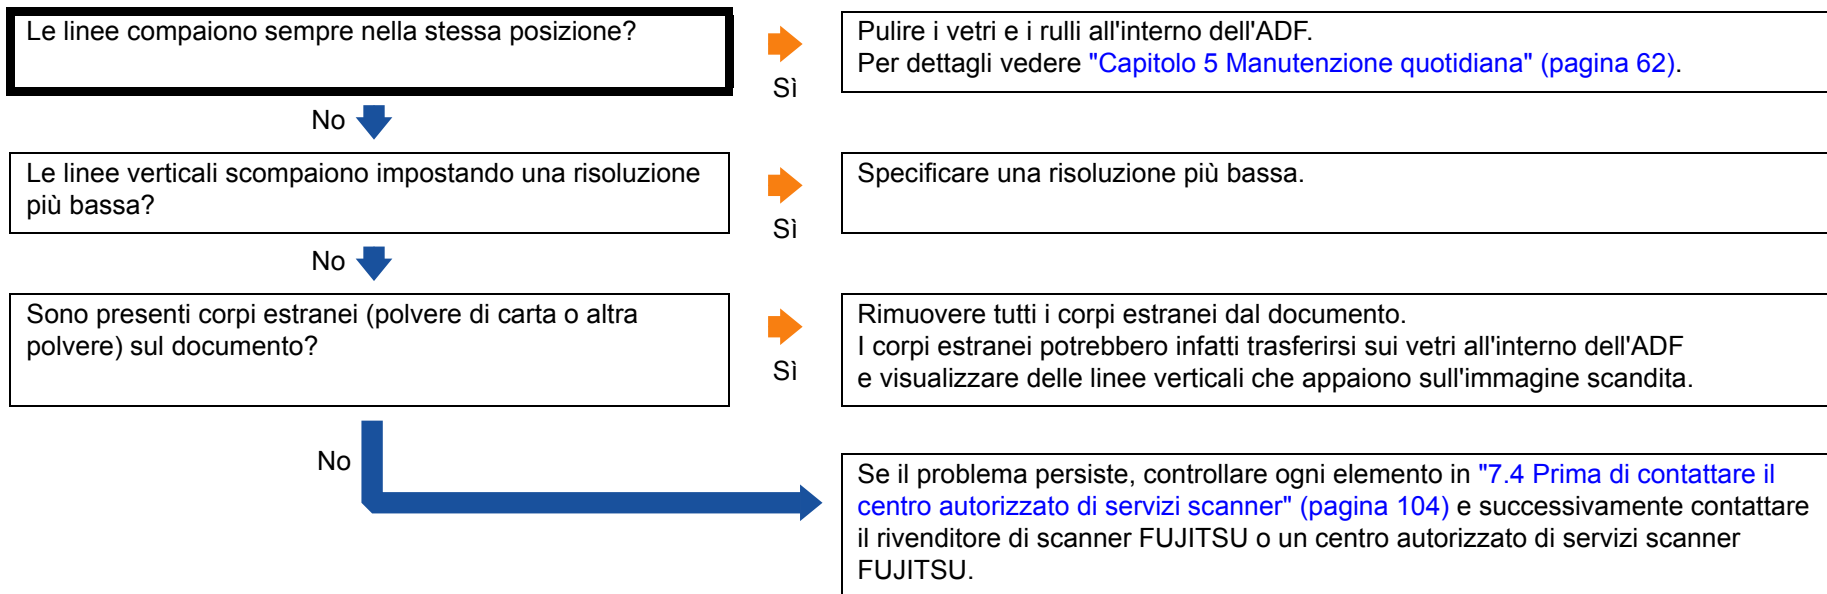 Le linee compaiono sempre nella stessa posizione?
Sì
Pulire i vetri e i rulli all'interno dell'ADF.
Per dettagli vedere "Capitolo 5 Manutenzione quotidiana" (pagina 62).
No
Le linee verticali scompaiono impostando una risoluzione
più bassa?
Sì
Specificare una risoluzione più bassa.
No
Sono presenti corpi estranei (polvere di carta o altra
polvere) sul documento?
Sì
Rimuovere tutti i corpi estranei dal documento.
I corpi estranei potrebbero infatti trasferirsi sui vetri all'interno dell'ADF
e visualizzare delle linee verticali che appaiono sull'immagine scandita.
No
Se il problema persiste, controllare ogni elemento in "7.4 Prima di contattare il
centro autorizzato di servizi scanner" (pagina 104) e successivamente contattare
il rivenditore di scanner FUJITSU o un centro autorizzato di servizi scanner
FUJITSU.